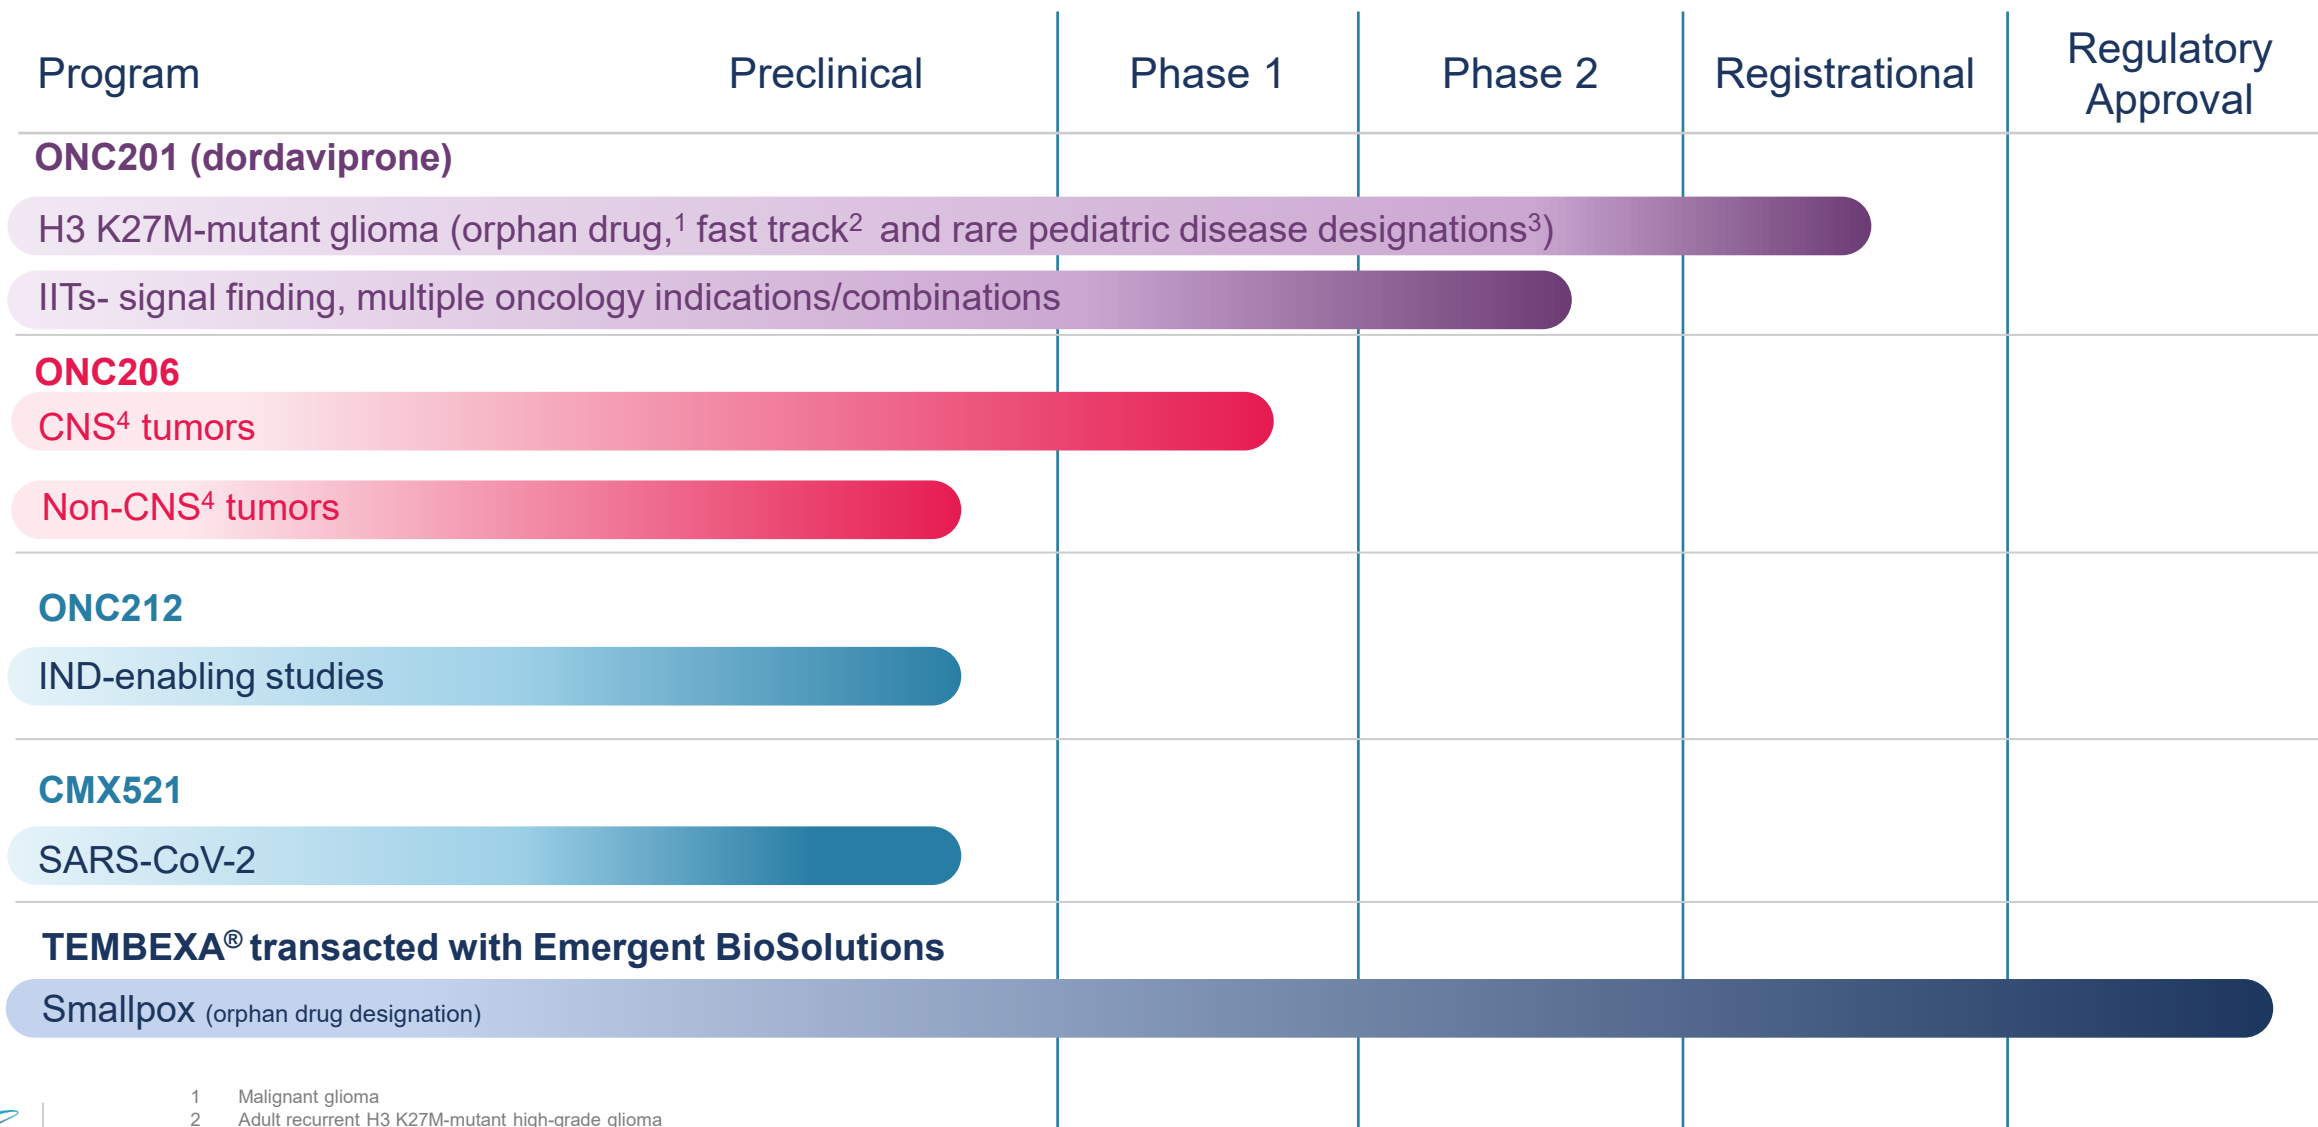 Program Preclinical Phase 1 Phase 2 Registrational Regulatory Approval
ONC201 (dordaviprone)
H3 K27M-mutant glioma (orphan drug,¹ fast track² and rare pediatric disease designations³)
IITs- signal finding, multiple oncology indications/combinations
ONC206
CNS⁴ tumors
Non-CNS⁴ tumors
ONC212
IND-enabling studies
CMX521
SARS-CoV-2
TEMBEXA® transacted with Emergent BioSolutions
Smallpox (orphan drug designation)
1 Malignant glioma
2 Adult recurrent H3 K27M-mutant high-grade glioma